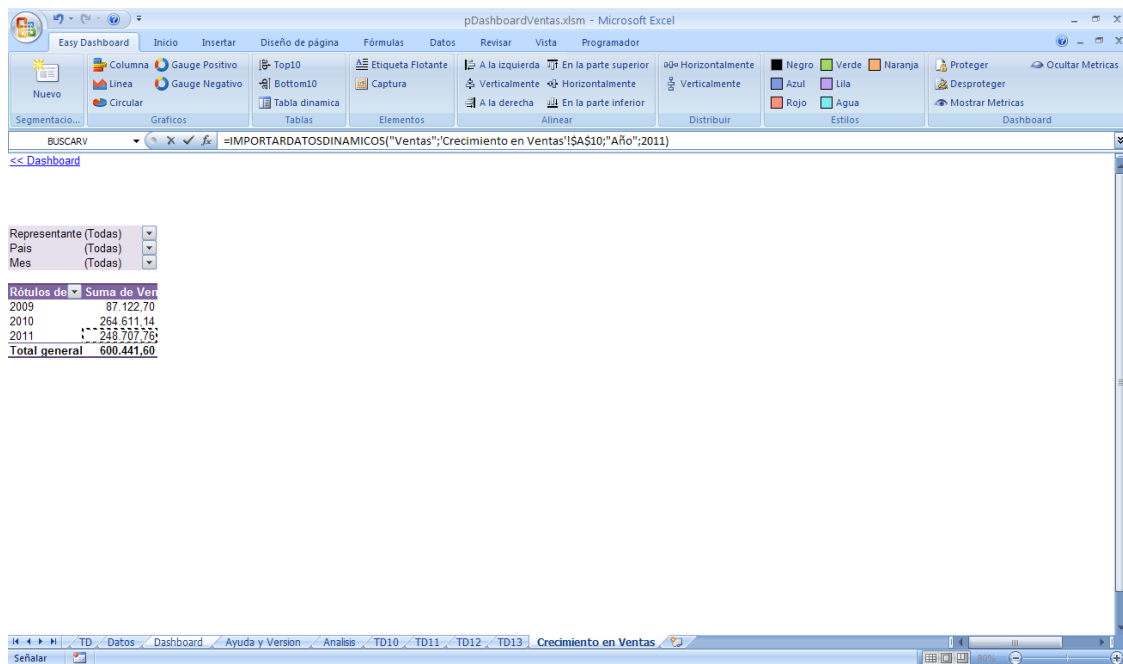 pDashboardVentas.xlsm - Microsoft Excel
Easy Dashboard Inicio Insertar Diseño de página Fórmulas Datos Revisar Vista Programador
Columna Gauge Positivo Top10 Etiqueta Flotante A la izquierda En la parte superior Horizontalmente Negro Verde Naranja Proteger Ocultar Metricas
Nuevo Linea Gauge Negativo Bottom10 Captura Verticalmente Horizontalmente Verticalmente Azul Lila Desproteger
Circular Tabla dinamica A la derecha En la parte inferior Rojo Agua Mostrar Metricas
Segmentacio... Graficos Tablas Elementos Alinear Distribuir Estilos Dashboard
BUSCARV fx =IMPORTARDATOSDINAMICOS("Ventas";'Crecimiento en Ventas'!$A$10;"Año";2011)
<< Dashboard
Representante (Todas)
Pais (Todas)
Mes (Todas)
Rótulos de Suma de Ven
2009 87.122,70
2010 264.611,14
2011 248.707,76
Total general 600.441,60
TD Datos Dashboard Ayuda y Version Analisis TD10 TD11 TD12 TD13 Crecimiento en Ventas
Señalar 80%